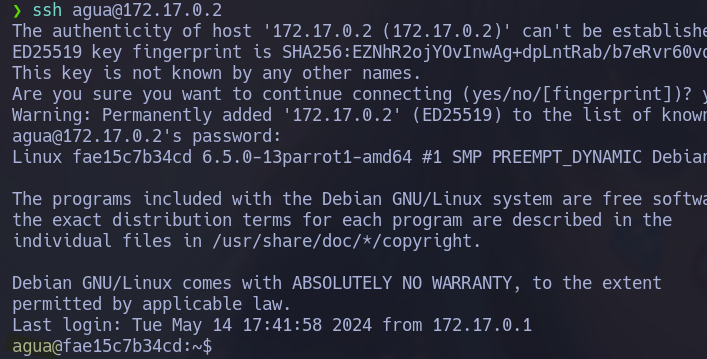 ❯ ssh agua@172.17.0.2
The authenticity of host '172.17.0.2 (172.17.0.2)' can't be establishe
ED25519 key fingerprint is SHA256:EZNhR2ojYOvInwAg+dpLntRab/b7eRvr60vo
This key is not known by any other names.
Are you sure you want to continue connecting (yes/no/[fingerprint])? y
Warning: Permanently added '172.17.0.2' (ED25519) to the list of known
agua@172.17.0.2's password:
Linux fae15c7b34cd 6.5.0-13parrot1-amd64 #1 SMP PREEMPT_DYNAMIC Debian
The programs included with the Debian GNU/Linux system are free softwa
the exact distribution terms for each program are described in the
individual files in /usr/share/doc/*/copyright.
Debian GNU/Linux comes with ABSOLUTELY NO WARRANTY, to the extent
permitted by applicable law.
Last login: Tue May 14 17:41:58 2024 from 172.17.0.1
agua@fae15c7b34cd:~$